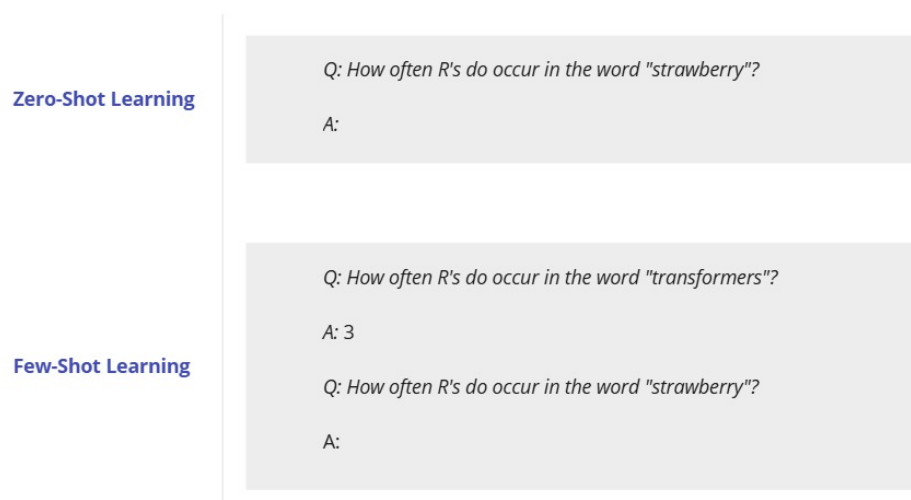 Zero-Shot Learning
Q: How often R's do occur in the word "strawberry"?
A:
Few-Shot Learning
Q: How often R's do occur in the word "transformers"?
A: 3
Q: How often R's do occur in the word "strawberry"?
A: